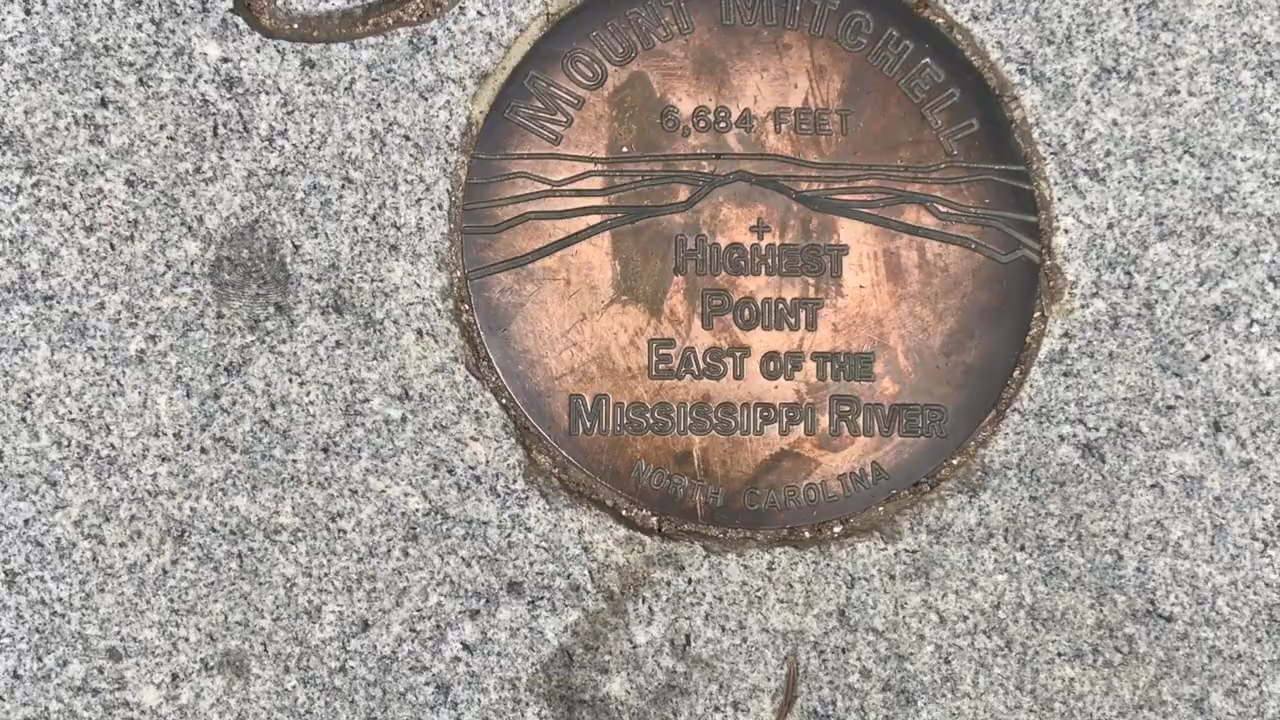 MOUNT MITCHELL
6,684 FEET
HIGHEST
POINT
EAST OF THE
MISSISSIPPI RIVER
NORTH CAROLINA